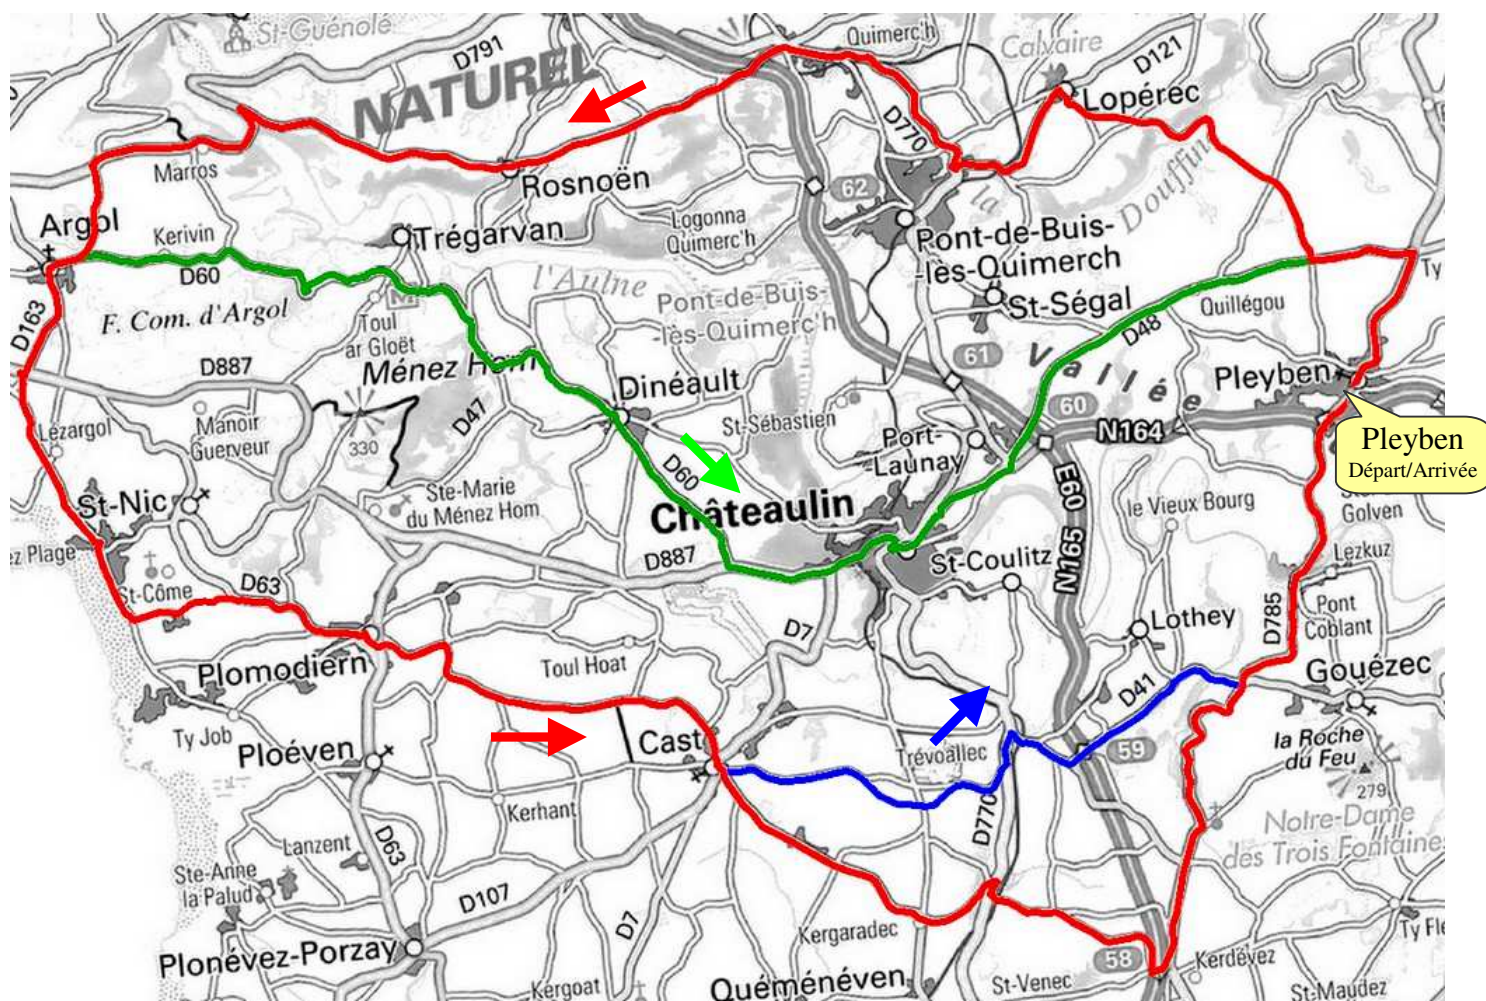 St-Guénolé
D791
NATUREL
Quimerc'h
Calvaire
D121
Lopérec
D770
62
Marros
Rosnoën
la
Douffin
Argol
Kerivin
Trégarvan
Logonna
Quimerc'h
Pont-de-Buis-
-lès-Quimerch
D60
l'Aulne
Pont-de-Buis-
-lès-Quimerc'h
St-Ségal
Quillégou
Ty
F. Com. d'Argol
M
Toul
ar Gloët
D163
D48
D887
Ménez Hom
61
Vallée
Pleyben
Dinéault
60
N164
Lézargol
Manoir
Guerveur
330
D47
St-Sébastien
Port-
Launay
Pleyben
Départ/Arrivée
D60
E60
St-Nic
Ste-Marie
du Ménez Hom
Châteaulin
le Vieux Bourg
Golven
ez Plage
D887
St-Coulitz
N165
Lezkuz
St-Côme
D63
D7
Lothey
D785
Pont
Coblant
Plomodiern
Toul Hoat
D41
Gouézec
Ty Job
Ploéven
Cast
Trévoallec
59
la Roche
du Feu
279
Kerhant
D770
Notre-Dame
des Trois Fontaines
Lanzent
D63
Ste-Anne
la Palud
D107
D7
Kergaradec
Ty Fle
Plonévez-Porzay
58
Kerdévez
Kergoat
Quéménéven
St-Venec
St-Maudez